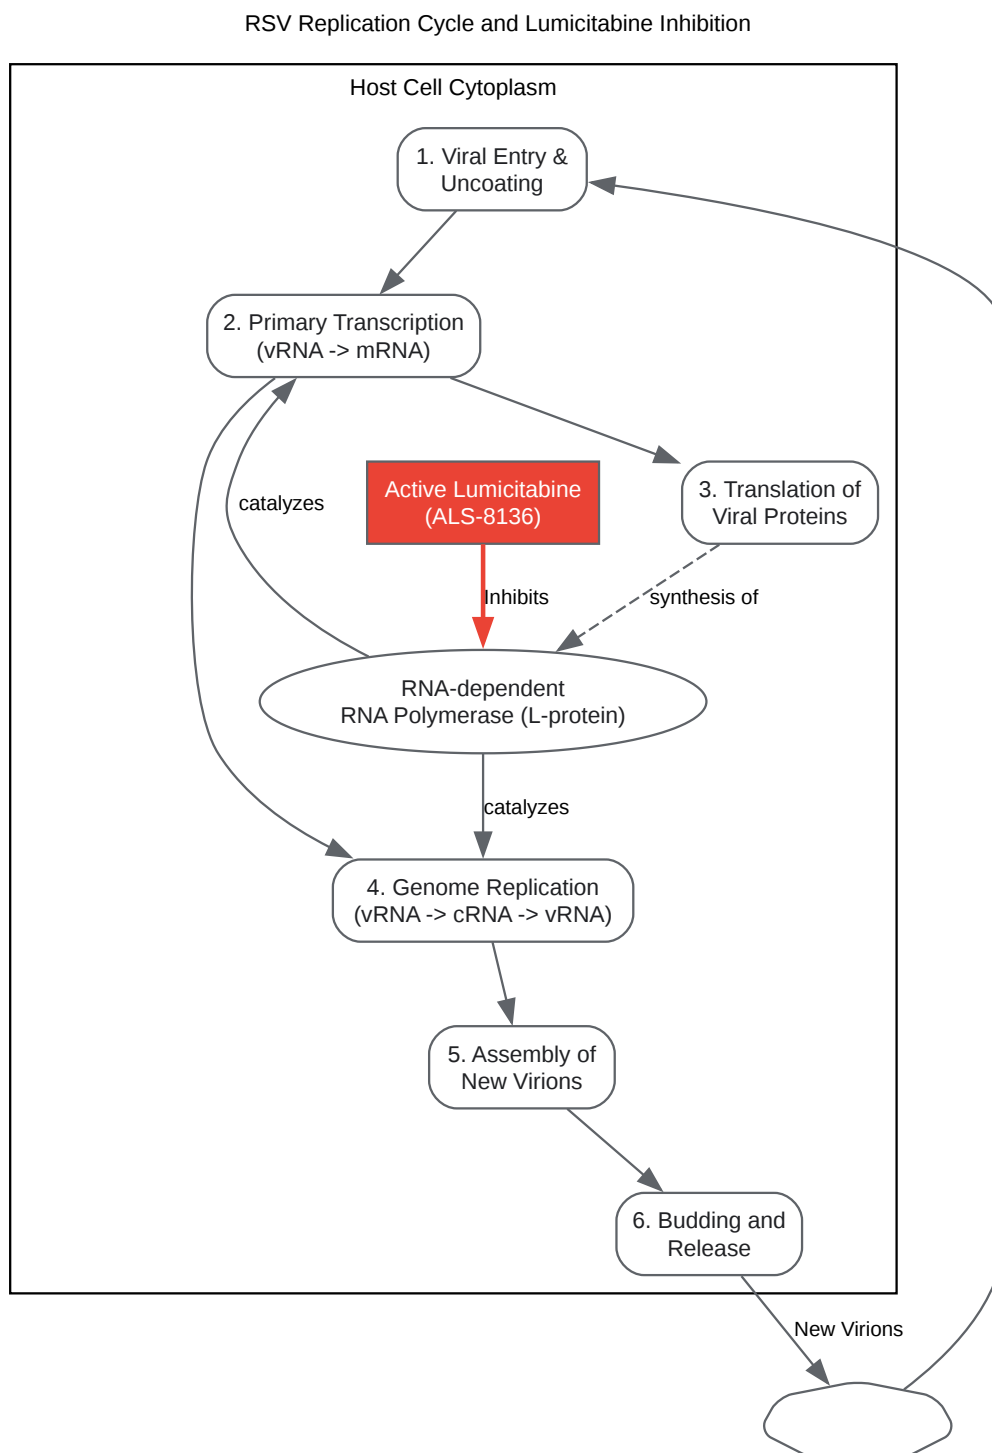 RSV Replication Cycle and Lumicitabine Inhibition
Host Cell Cytoplasm
1. Viral Entry &
Uncoating
2. Primary Transcription
(vRNA -> mRNA)
catalyzes
Active Lumicitabine
(ALS-8136)
3. Translation of
Viral Proteins
Inhibits
synthesis of
RNA-dependent
RNA Polymerase (L-protein)
catalyzes
4. Genome Replication
(vRNA -> cRNA -> vRNA)
5. Assembly of
New Virions
6. Budding and
Release
New Virions